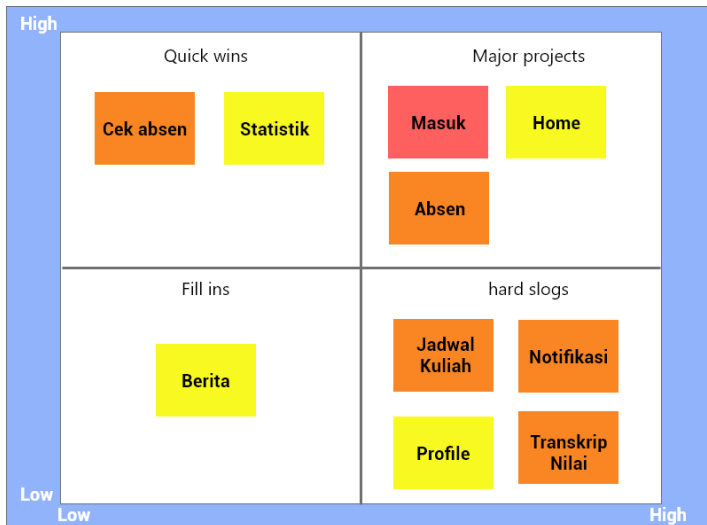 High
Quick wins
Major projects
Cek absen
Statistik
Masuk
Home
Absen
Fill ins
hard slogs
Jadwal
Kuliah
Notifikasi
Berita
Profile
Transkrip
Nilai
Low
Low
High